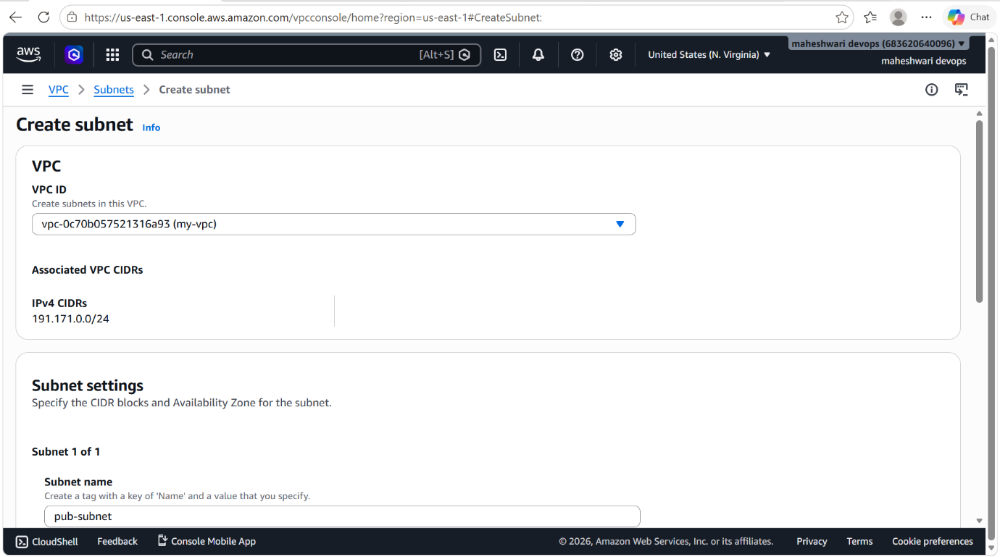 https://us-east-1.console.aws.amazon.com/vpcconsole/home?region=us-east-1#CreateSubnet:
Chat
aws
Search
[Alt+S]
United States (N. Virginia)
maheshwari devops (683620640096)
maheshwari devops
VPC
Subnets
Create subnet
Create subnet
Info
VPC
VPC ID
Create subnets in this VPC.
vpc-0c70b057521316a93 (my-vpc)
Associated VPC CIDRs
IPv4 CIDRs
191.171.0.0/24
Subnet settings
Specify the CIDR blocks and Availability Zone for the subnet.
Subnet 1 of 1
Subnet name
Create a tag with a key of 'Name' and a value that you specify.
pub-subnet
CloudShell
Feedback
Console Mobile App
© 2026, Amazon Web Services, Inc. or its affiliates.
Privacy
Terms
Cookie preferences